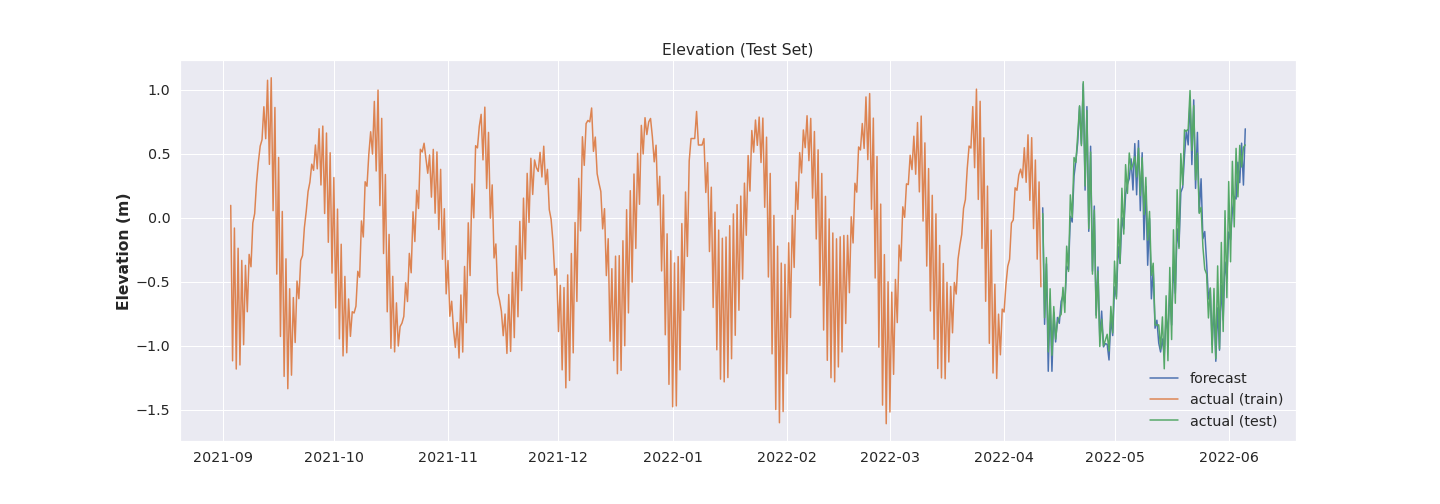 Elevation (Test Set)
Elevation (m)
1.0
0.5
0.0
−0.5
−1.0
−1.5
2021-09 2021-10 2021-11 2021-12 2022-01 2022-02 2022-03 2022-04 2022-05 2022-06
forecast
actual (train)
actual (test)